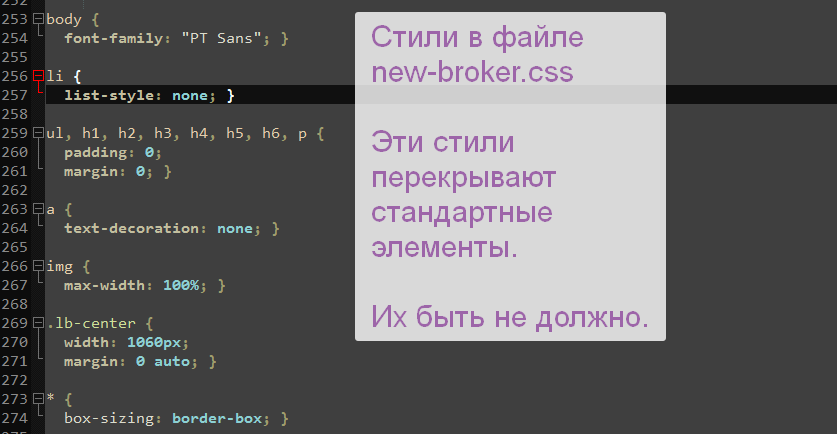 252
253 body {
254 font-family: "PT Sans"; }
255
256 li {
257 list-style: none; }
258
259 ul, h1, h2, h3, h4, h5, h6, p {
260 padding: 0;
261 margin: 0; }
262
263 a {
264 text-decoration: none; }
265
266 img {
267 max-width: 100%; }
268
269 .lb-center {
270 width: 1060px;
271 margin: 0 auto; }
272
273 * {
274 box-sizing: border-box; }
275
Стили в файле
new-broker.css
Эти стили
перекрывают
стандартные
элементы.
Их быть не должно.